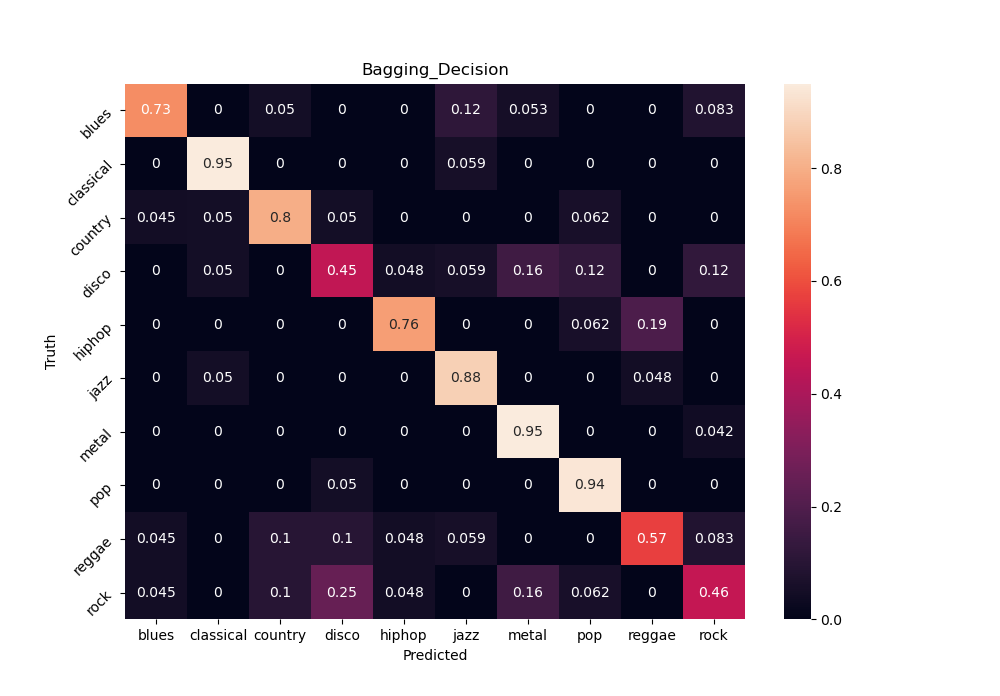 Bagging_Decision
blues 0.73 0 0.05 0 0 0.12 0.053 0 0 0.083
classical 0 0.95 0 0 0 0.059 0 0 0 0
country 0.045 0.05 0.8 0.05 0 0 0 0.062 0 0
disco 0 0.05 0 0.45 0.048 0.059 0.16 0.12 0 0.12
hiphop 0 0 0 0 0.76 0 0 0.062 0.19 0
jazz 0 0.05 0 0 0 0.88 0 0 0.048 0
metal 0 0 0 0 0 0 0.95 0 0 0.042
pop 0 0 0 0.05 0 0 0 0.94 0 0
reggae 0.045 0 0.1 0.1 0.048 0.059 0 0 0.57 0.083
rock 0.045 0 0.1 0.25 0.048 0 0.16 0.062 0 0.46
blues classical country disco hiphop jazz metal pop reggae rock
Predicted
Truth
0.8
0.6
0.4
0.2
0.0